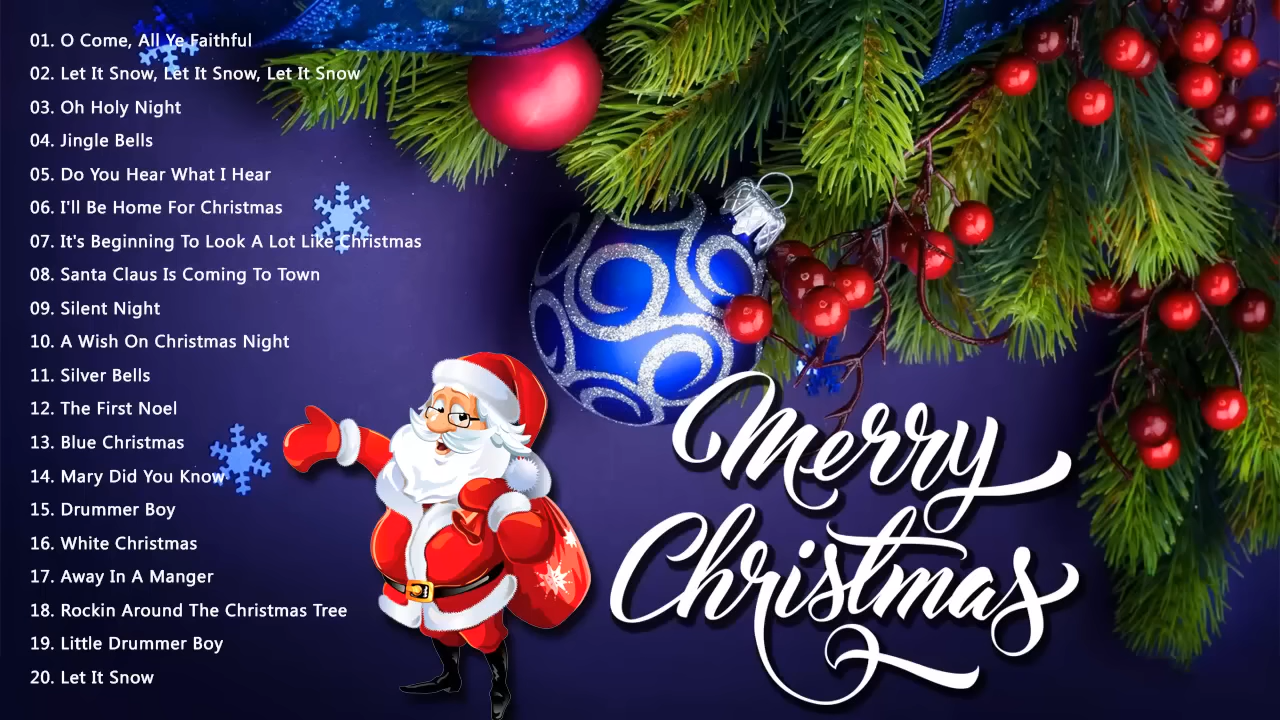 01. O Come, All Ye Faithful
02. Let It Snow, Let It Snow, Let It Snow
03. Oh Holy Night
04. Jingle Bells
05. Do You Hear What I Hear
06. I'll Be Home For Christmas
07. It's Beginning To Look A Lot Like Christmas
08. Santa Claus Is Coming To Town
09. Silent Night
10. A Wish On Christmas Night
11. Silver Bells
12. The First Noel
13. Blue Christmas
14. Mary Did You Know
15. Drummer Boy
16. White Christmas
17. Away In A Manger
18. Rockin Around The Christmas Tree
19. Little Drummer Boy
20. Let It Snow
Merry
Christmas